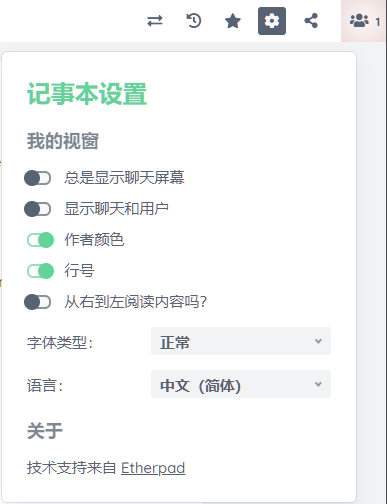 1
记事本设置
我的视窗
总是显示聊天屏幕
显示聊天和用户
作者颜色
行号
从右到左阅读内容吗？
字体类型： 正常
语言： 中文（简体）
关于
技术支持来自 Etherpad